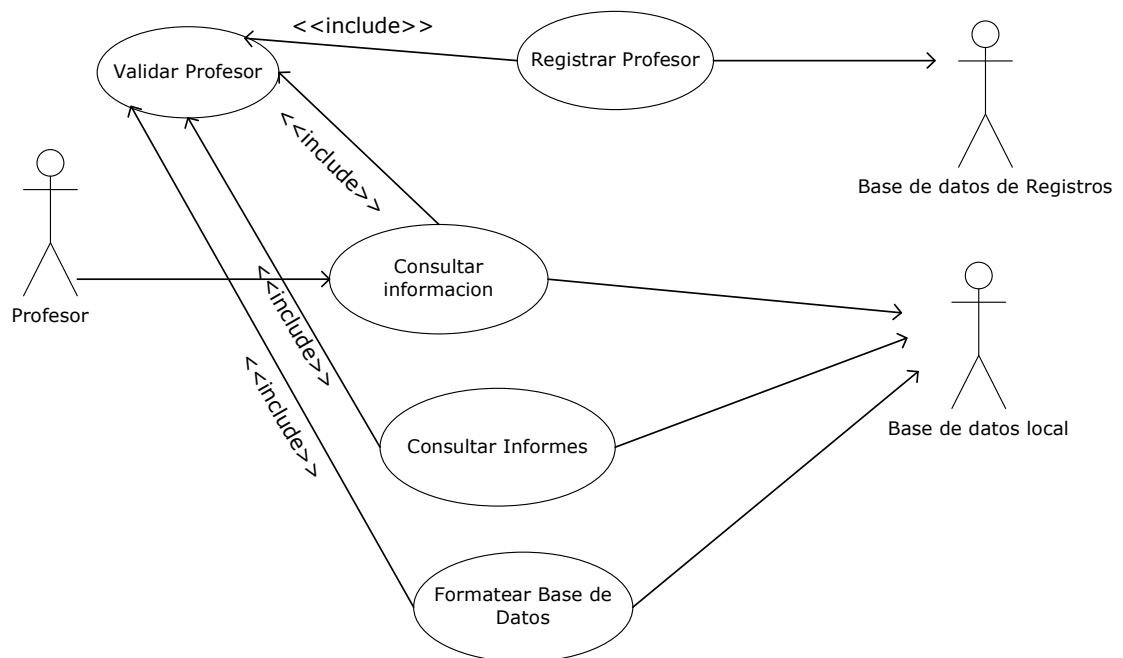 <<include>>
Validar Profesor
Registrar Profesor
<<include>>
Base de datos de Registros
Profesor
Consultar
informacion
<<include>>
<<include>>
Consultar Informes
Base de datos local
Formatear Base de
Datos